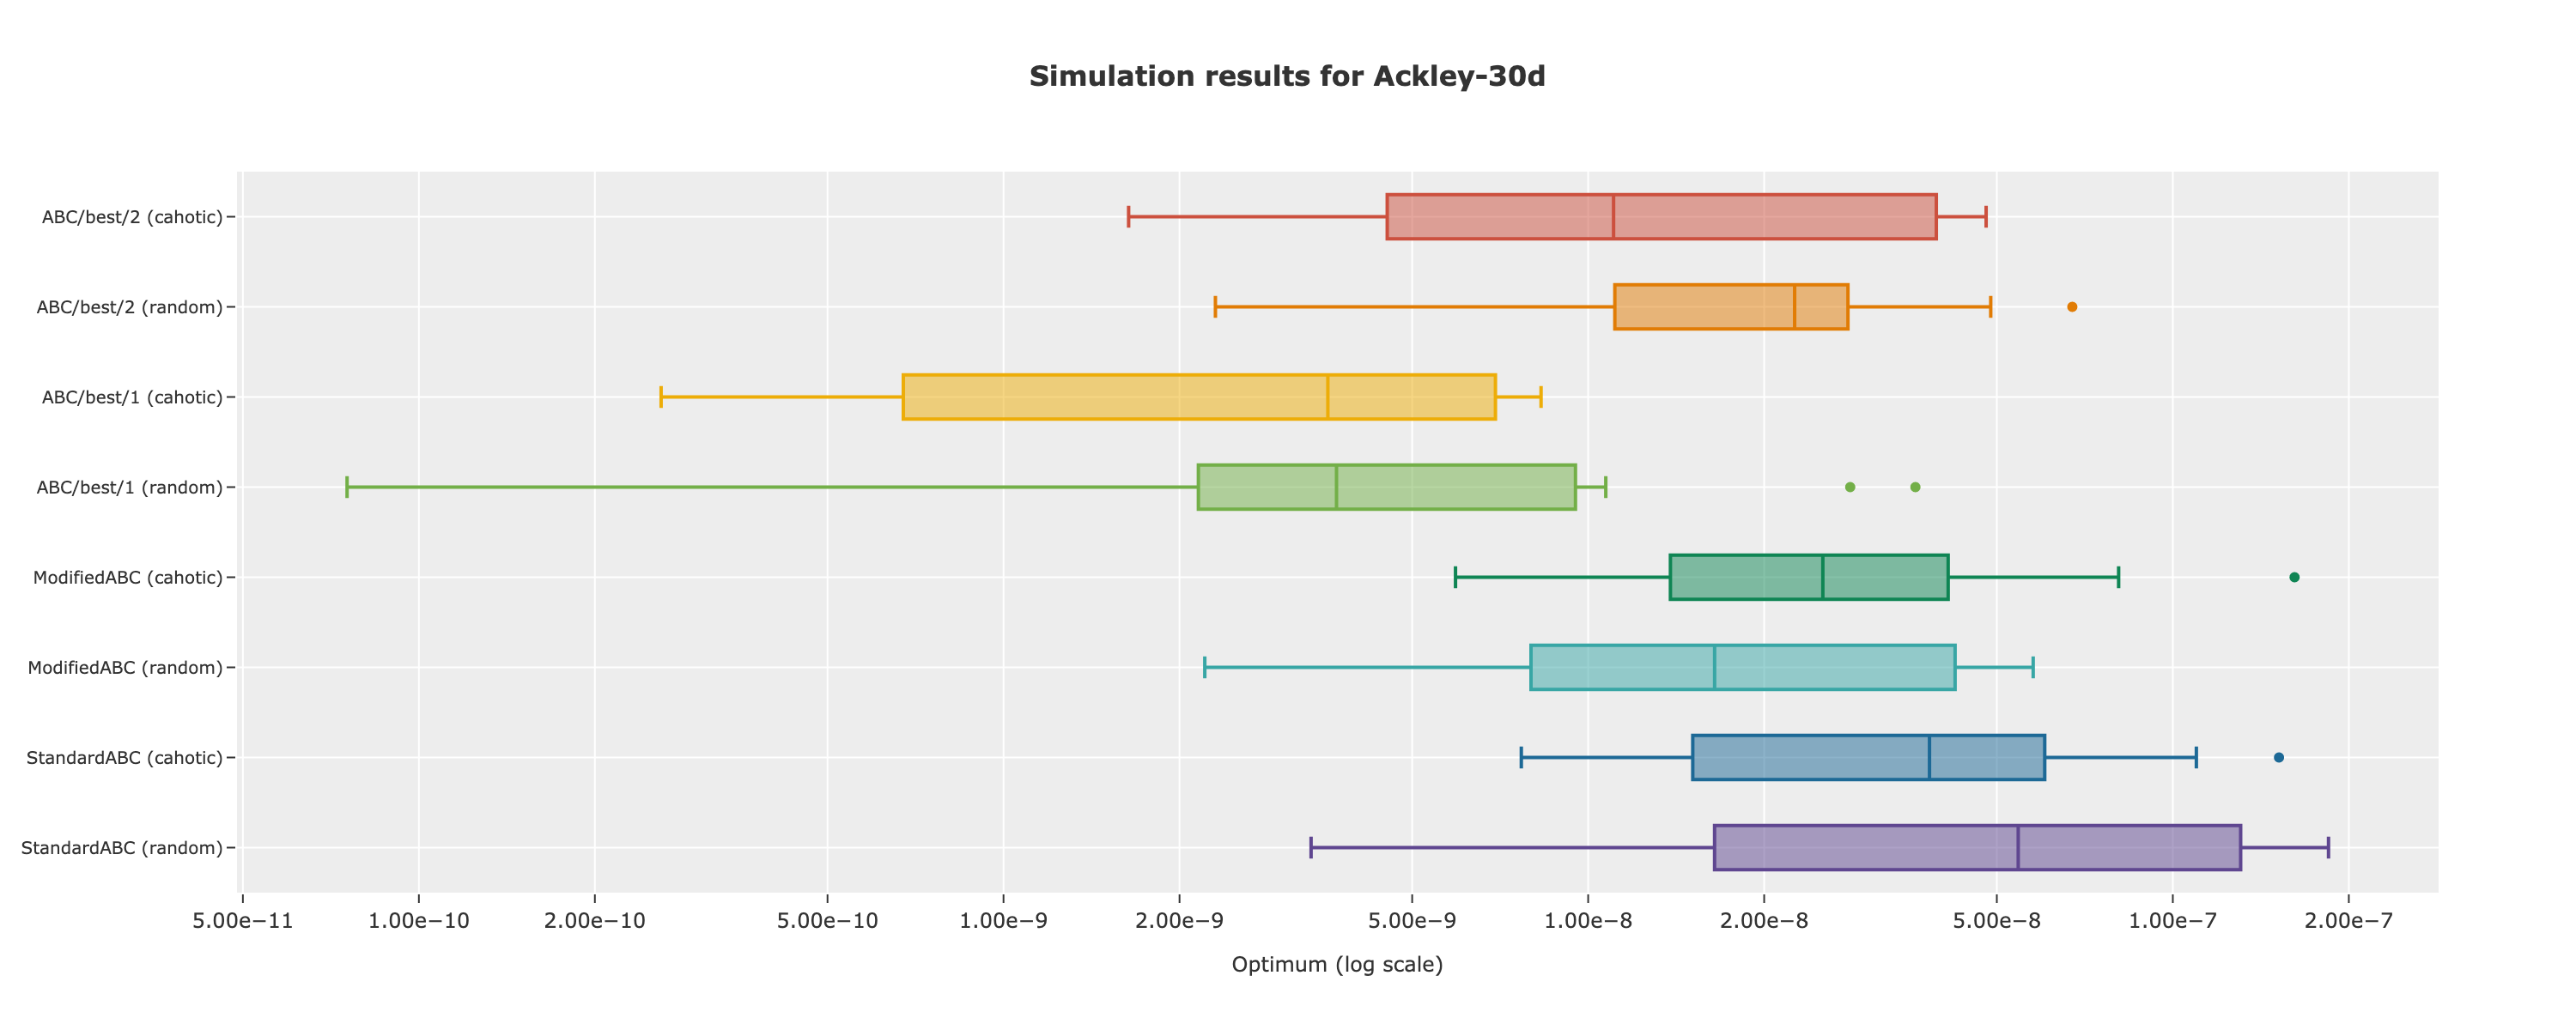 Simulation results for Ackley-30d
ABC/best/2 (cahotic)
ABC/best/2 (random)
ABC/best/1 (cahotic)
ABC/best/1 (random)
ModifiedABC (cahotic)
ModifiedABC (random)
StandardABC (cahotic)
StandardABC (random)
5.00e−11 1.00e−10 2.00e−10 5.00e−10 1.00e−9 2.00e−9 5.00e−9 1.00e−8 2.00e−8 5.00e−8 1.00e−7 2.00e−7
Optimum (log scale)